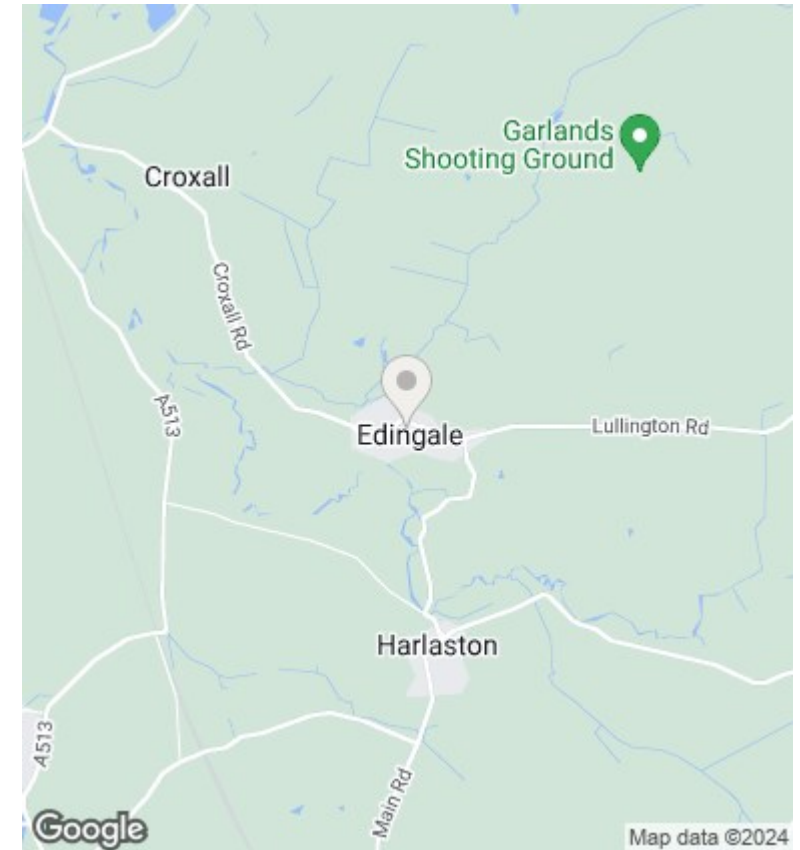 Garlands
Shooting Ground
Croxall
Croxall Rd
A513
Edingale
Lullington Rd
Harlaston
A513
Main Rd
Google
Map data ©2024